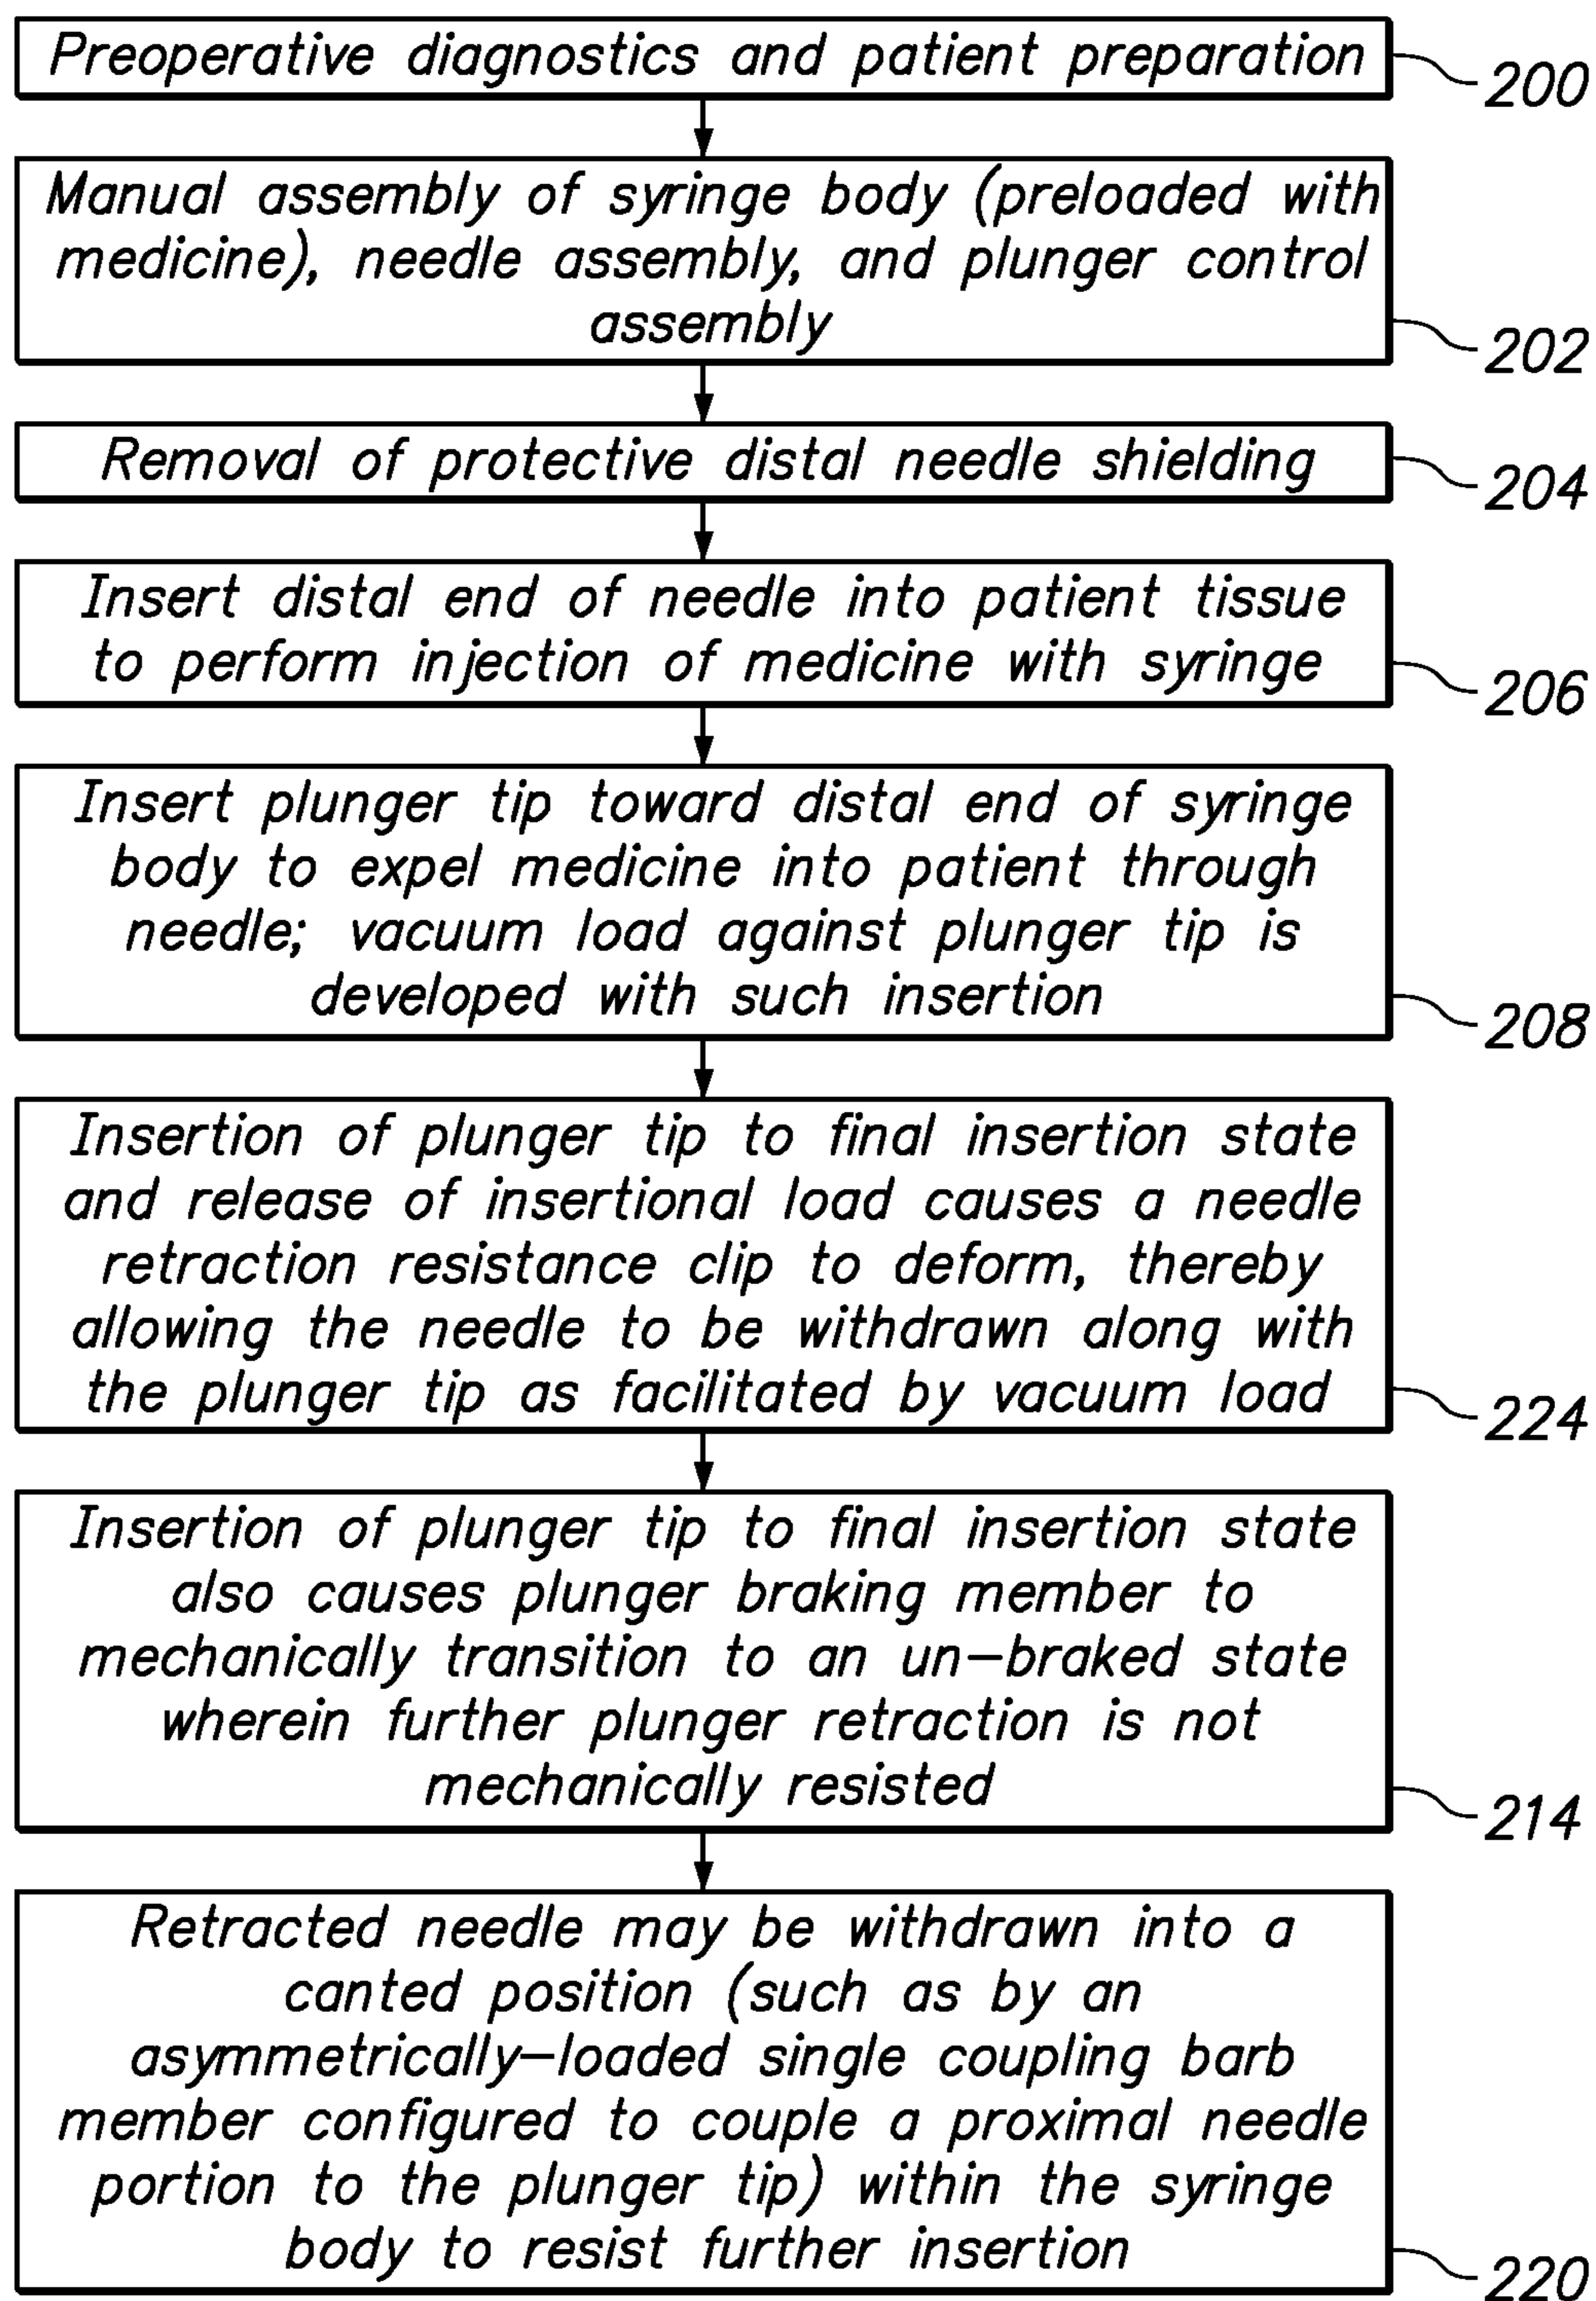 Preoperative diagnostics and patient preparation
200
Manual assembly of syringe body (preloaded with
medicine), needle assembly, and plunger control
assembly
202
Removal of protective distal needle shielding
204
Insert distal end of needle into patient tissue
to perform injection of medicine with syringe
206
Insert plunger tip toward distal end of syringe
body to expel medicine into patient through
needle; vacuum load against plunger tip is
developed with such insertion
208
Insertion of plunger tip to final insertion state
and release of insertional load causes a needle
retraction resistance clip to deform, thereby
allowing the needle to be withdrawn along with
the plunger tip as facilitated by vacuum load
224
Insertion of plunger tip to final insertion state
also causes plunger braking member to
mechanically transition to an un-braked state
wherein further plunger retraction is not
mechanically resisted
214
Retracted needle may be withdrawn into a
canted position (such as by an
asymmetrically-loaded single coupling barb
member configured to couple a proximal needle
portion to the plunger tip) within the syringe
body to resist further insertion
220